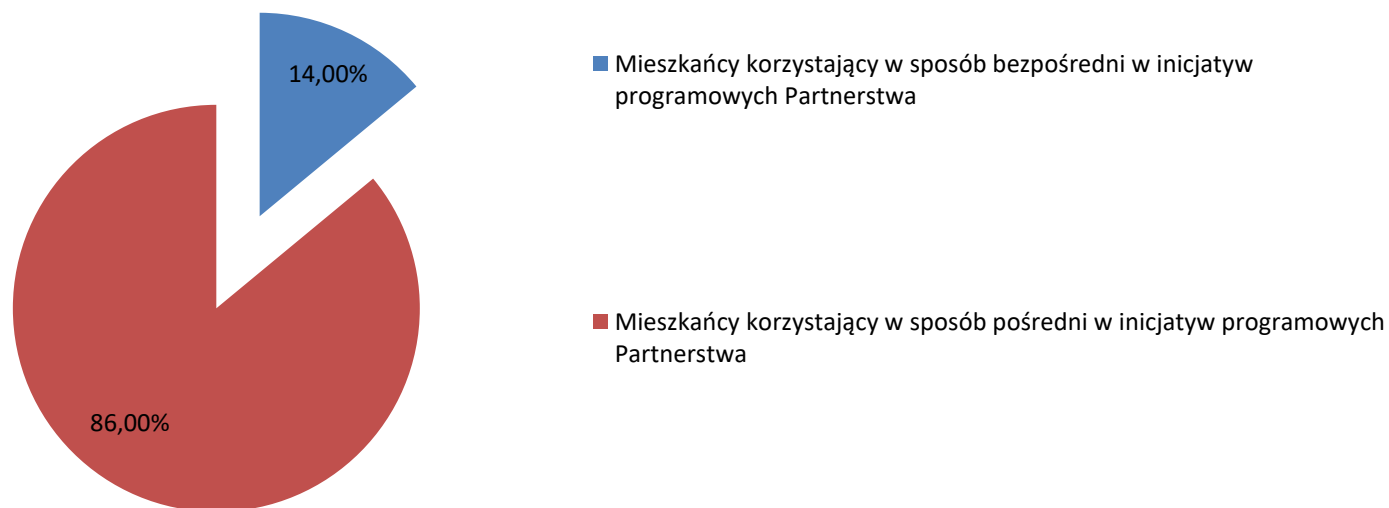 14,00%
86,00%
Mieszkańcy korzystający w sposób bezpośredni w inicjatyw
programowych Partnerstwa
Mieszkańcy korzystający w sposób pośredni w inicjatyw programowych
Partnerstwa